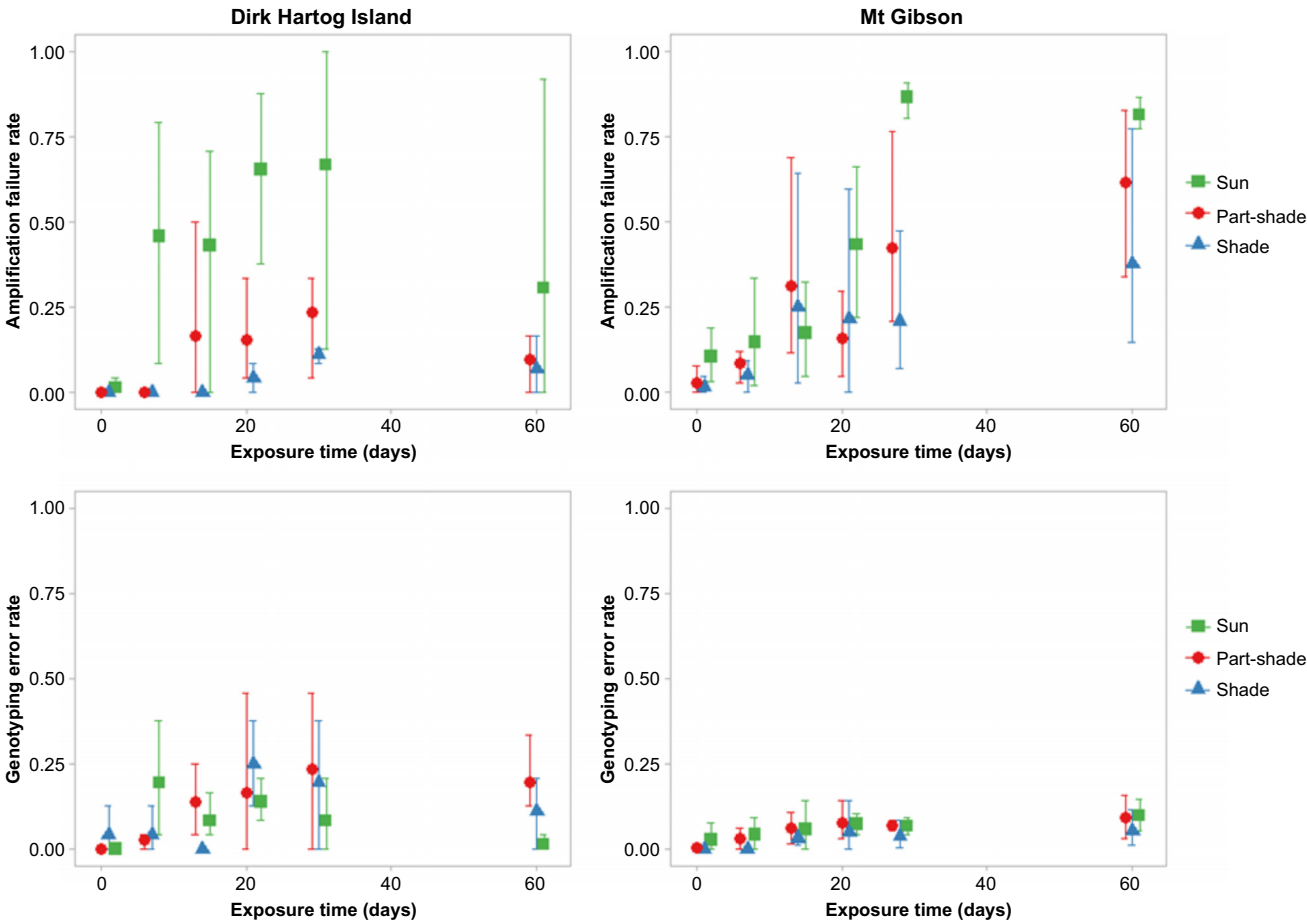 Dirk Hartog Island
Mt Gibson
Amplification failure rate
1.00
0.75
0.50
0.25
0.00
0
20
40
60
Exposure time (days)
Amplification failure rate
1.00
0.75
0.50
0.25
0.00
0
20
40
60
Exposure time (days)
Sun
Part-shade
Shade
Genotyping error rate
1.00
0.75
0.50
0.25
0.00
0
20
40
60
Exposure time (days)
Genotyping error rate
1.00
0.75
0.50
0.25
0.00
0
20
40
60
Exposure time (days)
Sun
Part-shade
Shade